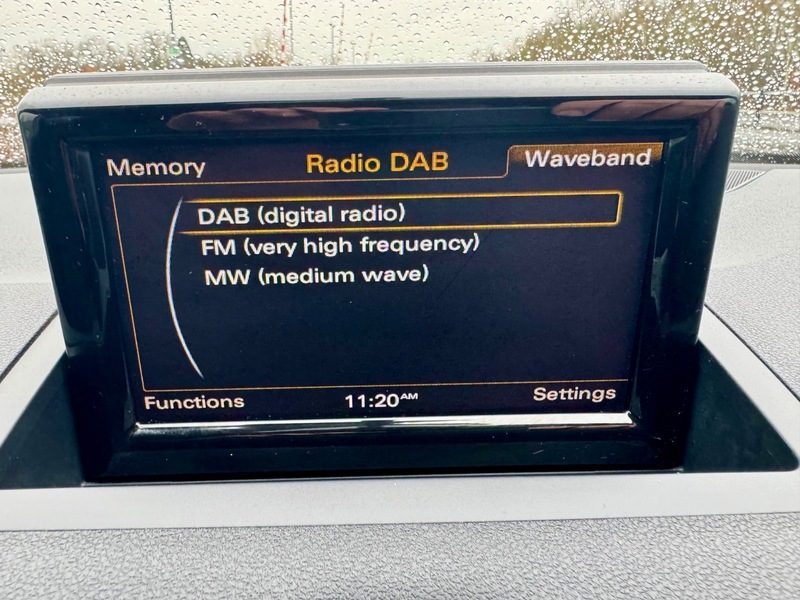 Memory Radio DAB Waveband
DAB (digital radio)
FM (very high frequency)
MW (medium wave)
Functions 11:20AM Settings